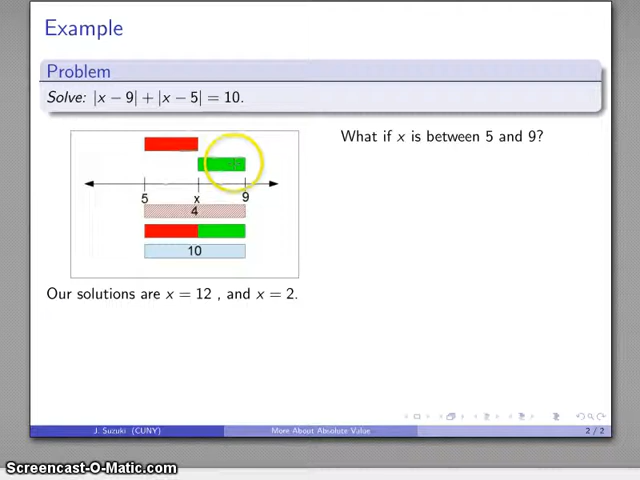 Example
Problem
Solve: |x − 9| + |x − 5| = 10.
What if x is between 5 and 9?
5 x 9
4
10
Our solutions are x = 12 , and x = 2.
J. Suzuki (CUNY) More About Absolute Value 2 / 2
Screencast-O-Matic.com